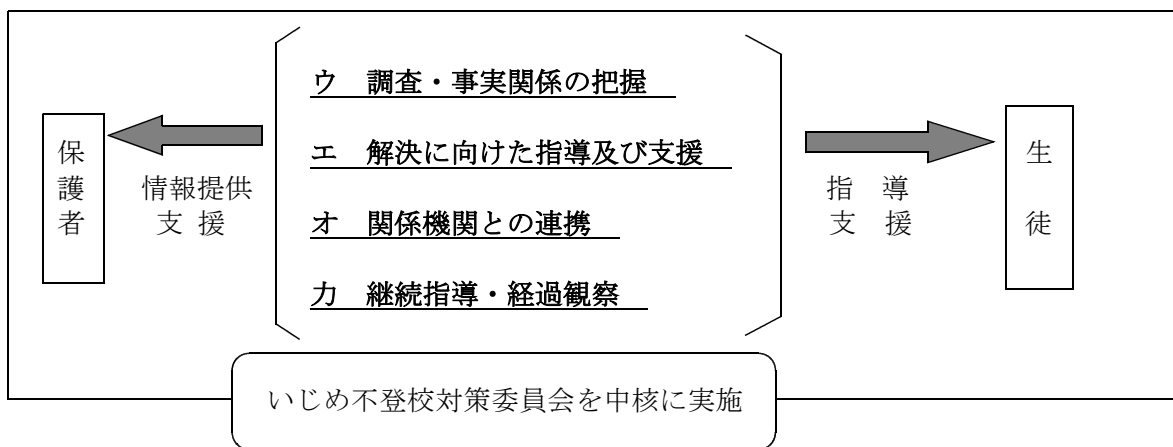 ウ　調査・事実関係の把握
エ　解決に向けた指導及び支援
オ　関係機関との連携
カ　継続指導・経過観察
保護者
情報提供
支 援
指　導
支　援
生徒
いじめ不登校対策委員会を中核に実施